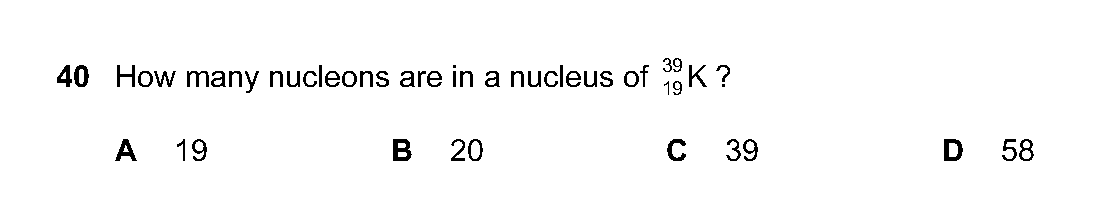 40 How many nucleons are in a nucleus of ³⁹₁₉K ?
A 19 B 20 C 39 D 58